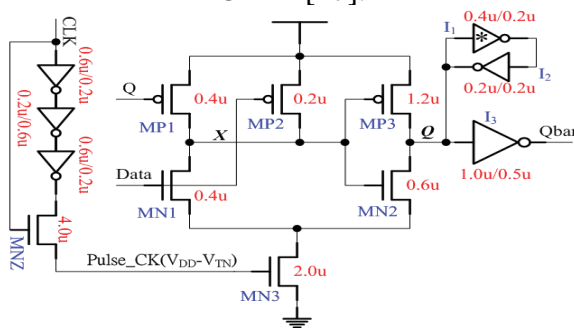 CLK
0.6u/0.2u
0.2u/0.6u
0.6u/0.2u
4.0u
MNZ
Q
MP1
0.4u
X
MP2
0.2u
MP3
1.2u
Q
I1
0.4u/0.2u
*
0.2u/0.2u
I2
I3
Qbar
1.0u/0.5u
Data
MN1
0.4u
MN2
0.6u
Pulse_CK(VDD-VTN)
MN3
2.0u